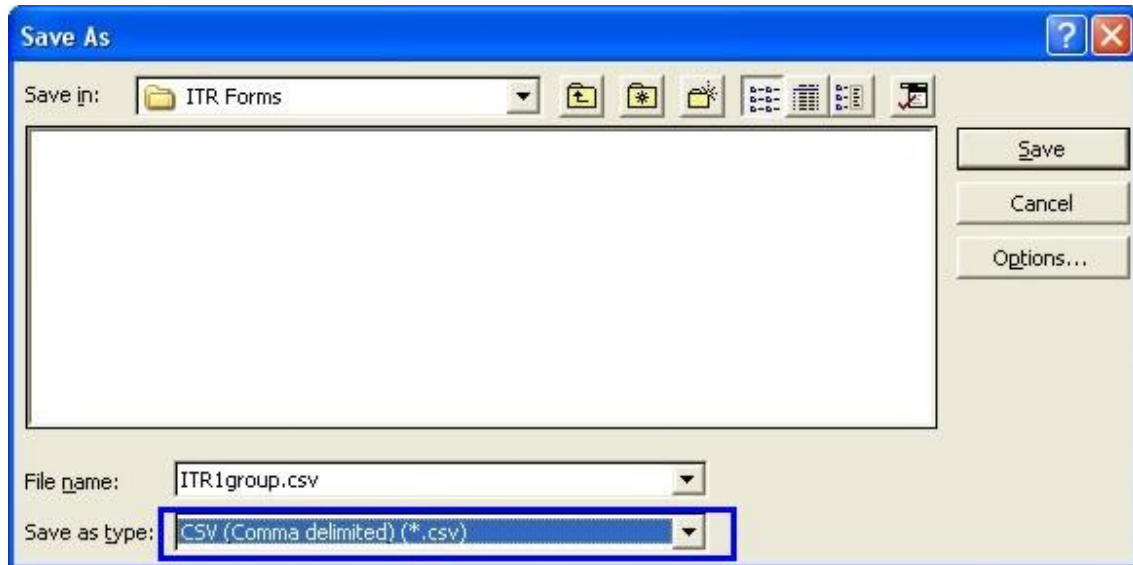 Save As
Save in: ITR Forms
Save
Cancel
Options...
File name: ITR1group.csv
Save as type: CSV (Comma delimited) (*.csv)